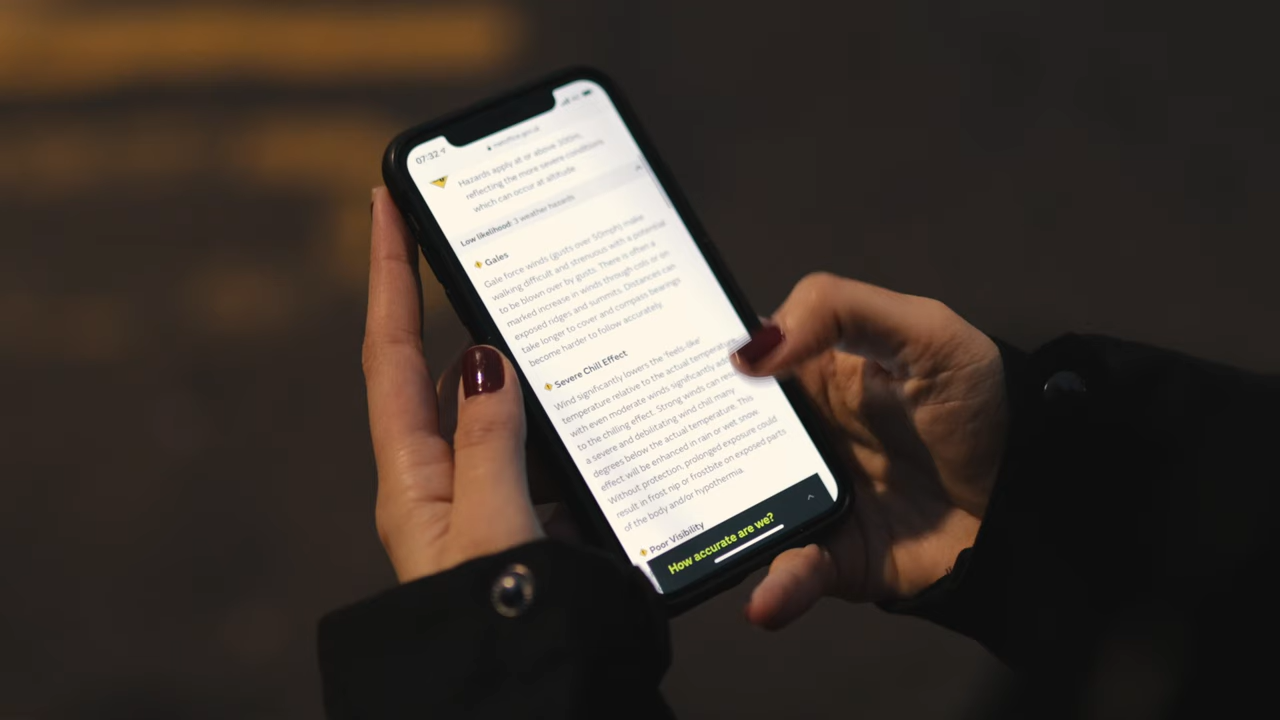 07:32
metoffice.gov.uk
Hazards apply at or above 300m,
reflecting the more severe conditions
which can occur at altitude
Low likelihood: 3 weather hazards
Gales
Gale force winds (gusts over 50mph) make
walking difficult and strenuous with a potential
to be blown over by gusts. There is often a
marked increase in winds through cols or on
exposed ridges and summits. Distances can
take longer to cover and compass bearings
become harder to follow accurately.
Severe Chill Effect
Wind significantly lowers the 'feels-like'
temperature relative to the actual temperature,
with even moderate winds significantly
to the chilling effect. Strong winds can
a severe and debilitating wind chill many
degrees below the actual temperature. This
effect will be enhanced in rain or wet snow.
Without protection, prolonged exposure could
result in frost nip or frostbite on exposed parts
of the body and/or hypothermia.
Poor Visibility
How accurate are we?